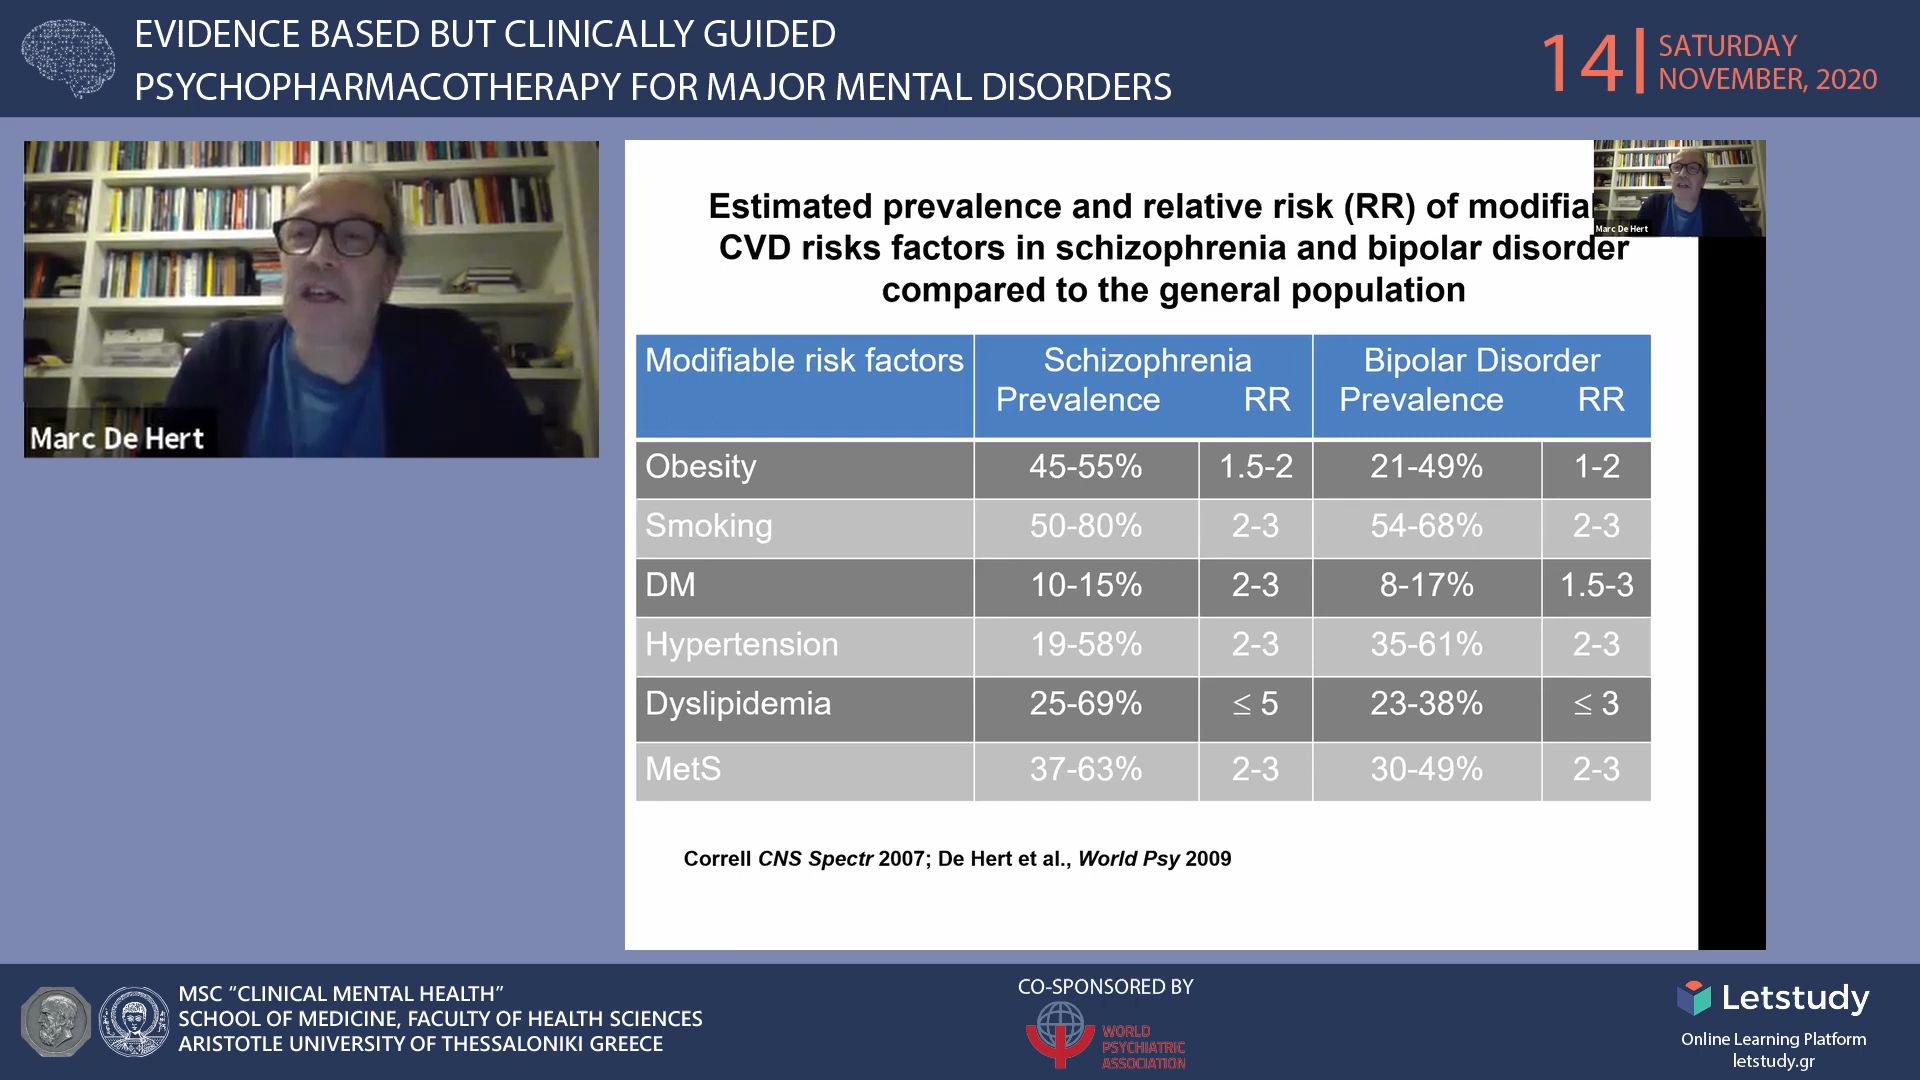 EVIDENCE BASED BUT CLINICALLY GUIDED
PSYCHOPHARMACOTHERAPY FOR MAJOR MENTAL DISORDERS
14
SATURDAY
NOVEMBER, 2020
Marc De Hert
Marc De Hert
Estimated prevalence and relative risk (RR) of modifia
CVD risks factors in schizophrenia and bipolar disorder
compared to the general population
Modifiable risk factors Schizophrenia Bipolar Disorder
Prevalence RR Prevalence RR
Obesity 45-55% 1.5-2 21-49% 1-2
Smoking 50-80% 2-3 54-68% 2-3
DM 10-15% 2-3 8-17% 1.5-3
Hypertension 19-58% 2-3 35-61% 2-3
Dyslipidemia 25-69% ≤ 5 23-38% ≤ 3
MetS 37-63% 2-3 30-49% 2-3
Correll CNS Spectr 2007; De Hert et al., World Psy 2009
MSC “CLINICAL MENTAL HEALTH”
SCHOOL OF MEDICINE, FACULTY OF HEALTH SCIENCES
ARISTOTLE UNIVERSITY OF THESSALONIKI GREECE
CO-SPONSORED BY
WORLD
PSYCHIATRIC
ASSOCIATION
Letstudy
Online Learning Platform
letstudy.gr